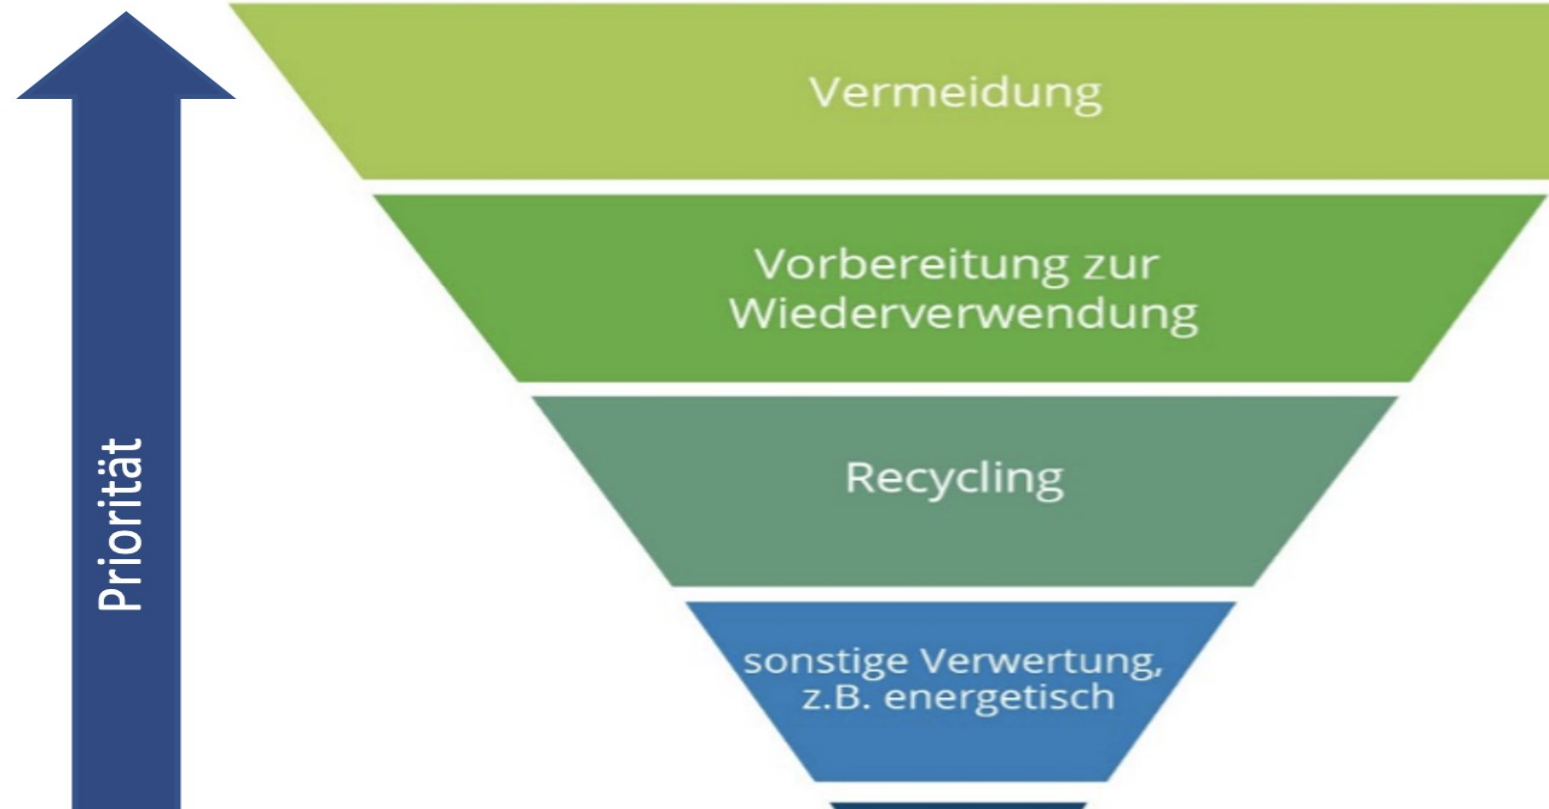 Priorität
Vermeidung
Vorbereitung zur
Wiederverwendung
Recycling
sonstige Verwertung,
z.B. energetisch